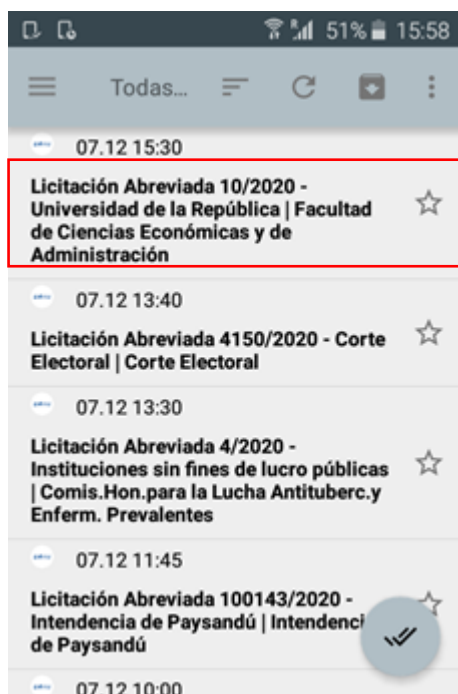 51% 15:58
Todas...
07.12 15:30
Licitación Abreviada 10/2020 -
Universidad de la República | Facultad
de Ciencias Económicas y de
Administración
07.12 13:40
Licitación Abreviada 4150/2020 - Corte
Electoral | Corte Electoral
07.12 13:30
Licitación Abreviada 4/2020 -
Instituciones sin fines de lucro públicas
| Comis.Hon.para la Lucha Antituberc.y
Enferm. Prevalentes
07.12 11:45
Licitación Abreviada 100143/2020 -
Intendencia de Paysandú | Intendenci
de Paysandú
07.12 10:00